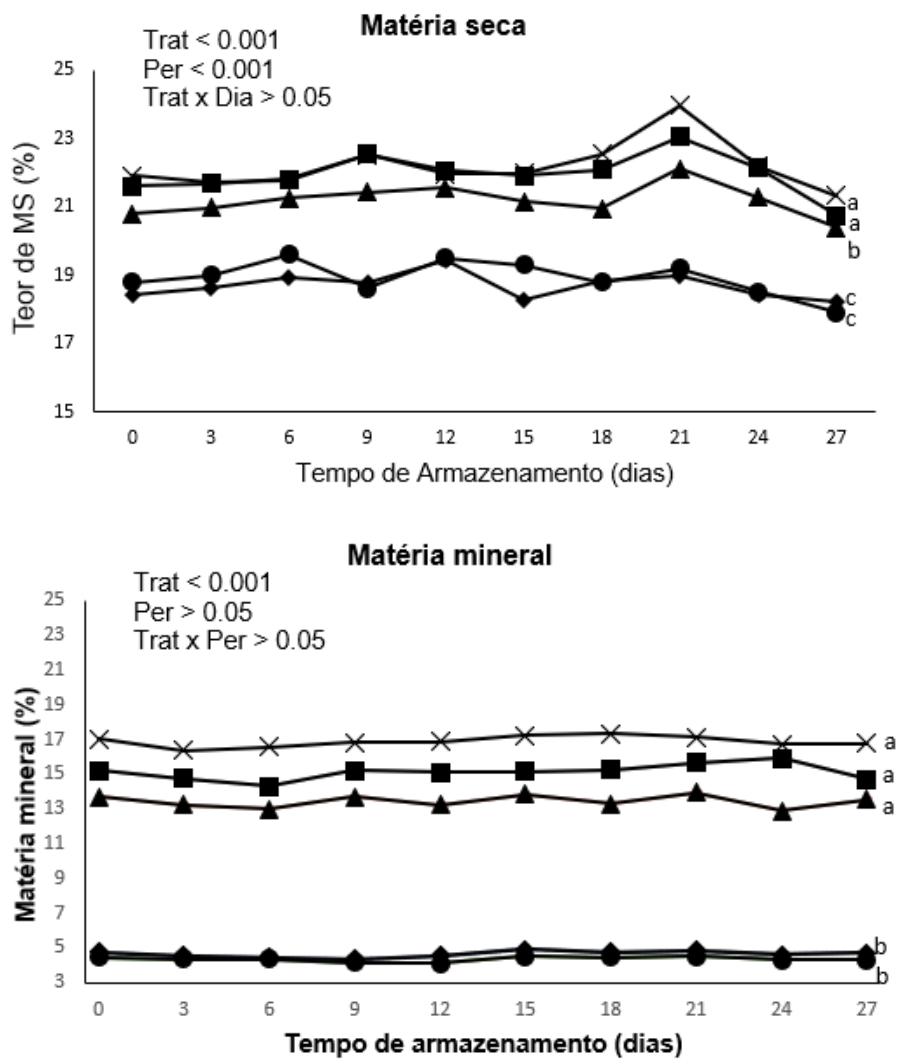 Matéria seca
Trat < 0.001
Per < 0.001
Trat x Dia > 0.05
Teor de MS (%)
25
23
21
19
17
15
a
a
b
c
c
0 3 6 9 12 15 18 21 24 27
Tempo de Armazenamento (dias)
Matéria mineral
Trat < 0.001
Per > 0.05
Trat x Per > 0.05
Matéria mineral (%)
25
23
21
19
17
15
13
11
9
7
5
3
a
a
a
b
b
0 3 6 9 12 15 18 21 24 27
Tempo de armazenamento (dias)